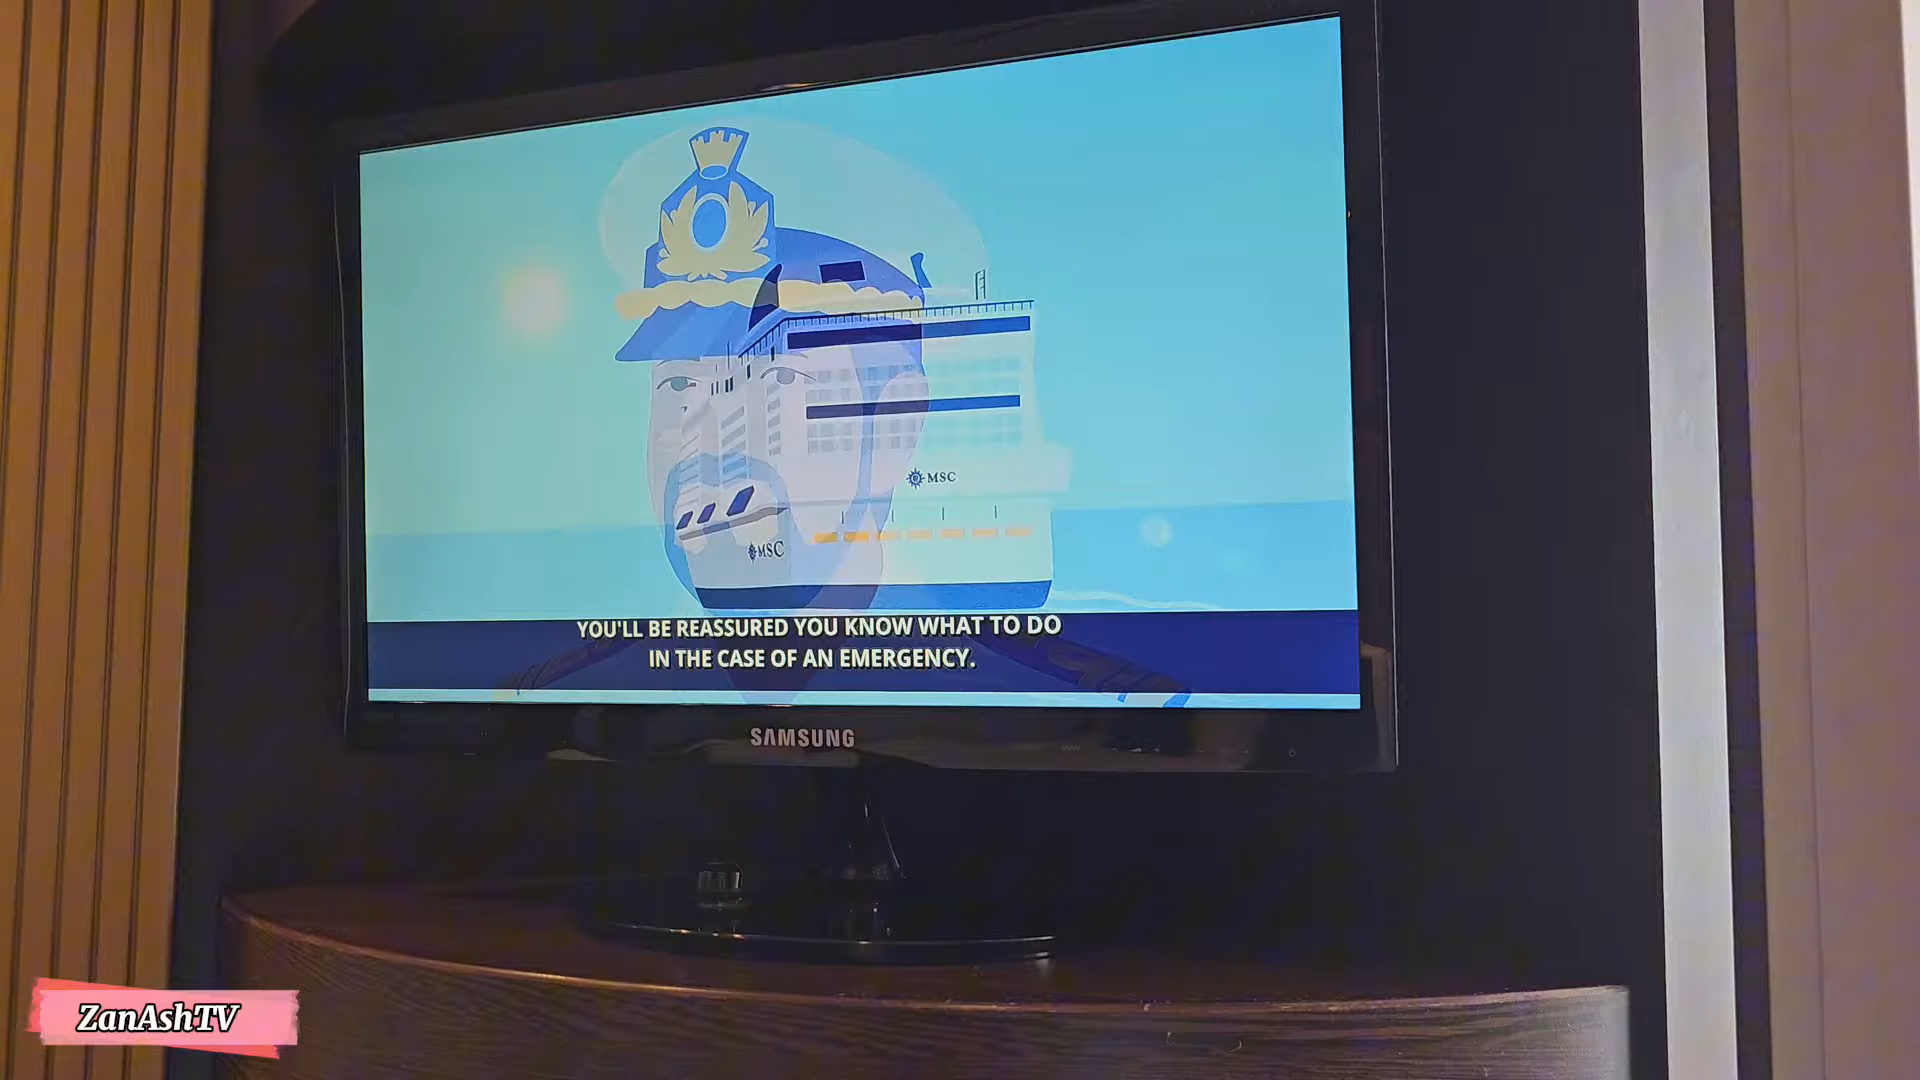 MSC
MSC
YOU'LL BE REASSURED YOU KNOW WHAT TO DO
IN THE CASE OF AN EMERGENCY.
SAMSUNG
ZanAshTV